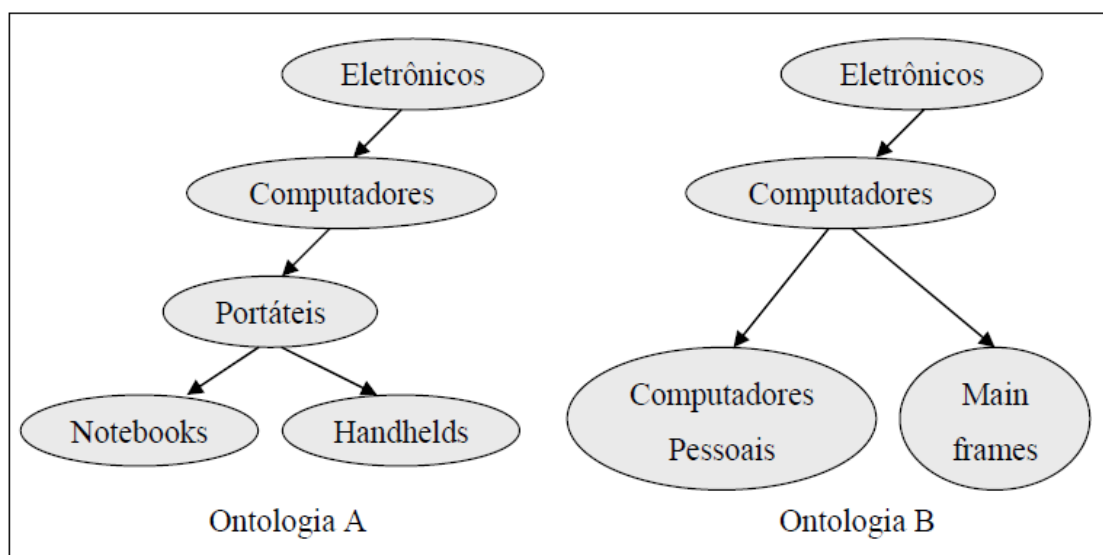 Eletrônicos
Computadores
Portáteis
Notebooks
Handhelds
Ontologia A
Eletrônicos
Computadores
Computadores
Pessoais
Main
frames
Ontologia B